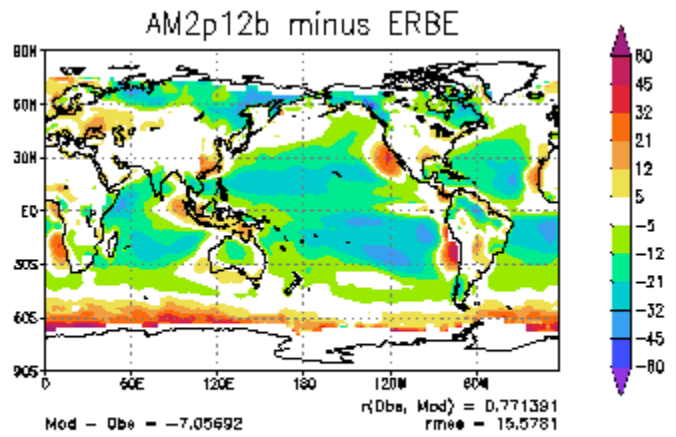 AM2p12b minus ERBE
80N
60N
30N
EQ
30S
60S
90S
0
60E
120E
180
120W
60W
60
45
32
21
12
5
-5
-12
-21
-32
-45
-60
r(Obs, Mod) = 0.771391
Mod - Obs = -7.05692
rmse = 15.5781